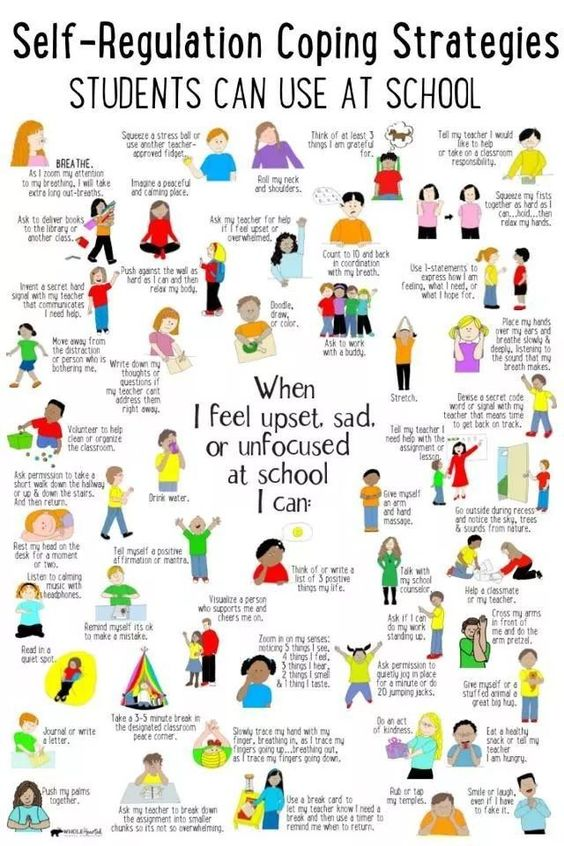 Self-Regulation Coping Strategies
STUDENTS CAN USE AT SCHOOL
BREATHE.
As I zoom my attention
to my breathing, I will take
extra long out-breaths.
Squeeze a stress ball or
use another teacher-
approved fidget.
Imagine a peaceful
and calming place.
Roll my neck
and shoulders.
Think of at least 3
things I am grateful
for.
Tell my teacher I would
like to help
or take on a classroom
responsibility.
Squeeze my fists
together as hard as I
can...hold...then
relax my hands.
Ask to deliver books
to the library or
another class.
Ask my teacher for help
if I feel upset or
overwhelmed.
Count to 10 and back
in coordination
with my breath.
Use I-statements to
express how I am
feeling, what I need, or
what I hope for.
Invent a secret hand
signal with my teacher
that communicates
I need help.
Push against the wall as
hard as I can and then
relax my body.
Doodle,
draw,
or color.
Ask to work
with a buddy.
Stretch.
Place my hands
over my ears and
breathe slowly &
deeply, listening to
the sound that my
breath makes.
Move away from
the distraction
or person who is
bothering me.
Write down my
thoughts or
questions if
my teacher can't
address them
right away.
When
I feel upset, sad,
or unfocused
at school
I can:
Devise a secret code
word or signal with my
teacher that means time
to get back on track.
Volunteer to help
clean or organize
the classroom.
Drink water.
Tell my teacher I
need help with the
assignment or
lesson.
Ask permission to take a
short walk down the hallway
or up & down the stairs.
And then return.
Give myself
an arm
and hand
massage.
Go outside during recess
and notice the sky, trees
& sounds from nature.
Rest my head on the
desk for a moment
or two.
Tell myself a positive
affirmation or mantra.
Think of or write a
list of 3 positive
things my life.
Talk with
my school
counselor.
Help a classmate
or my teacher.
Listen to calming
music with
headphones.
Remind myself its ok
to make a mistake.
Visualize a person
who supports me and
cheers me on.
Ask if I can
do my work
standing up.
Cross my arms
in front of
me and do the
arm pretzel.
Read in a
quiet spot.
Zoom in on my senses:
noticing 5 things I see,
4 things I feel,
3 things I hear,
2 things I smell
& 1 thing I taste.
Ask permission to
quietly jog in place
for a minute or do
20 jumping jacks.
Give myself or a
stuffed animal a
great big hug.
Journal or write
a letter.
Take a 3-5 minute break in
the designated classroom
peace corner.
Slowly trace my hand with my
finger, breathing in, as I trace my
fingers going up...breathing out,
as I trace my fingers going down.
Do an act
of kindness.
Eat a healthy
snack or tell my
teacher
I am hungry.
Push my palms
together.
Ask my teacher to break down
the assignment into smaller
chunks so its not so overwhelming.
Use a break card to
let my teacher know I need a
break and then use a timer to
remind me when to return.
Rub or tap
my temples.
Smile or laugh,
even if I have
to fake it.
WHOLE Hearted